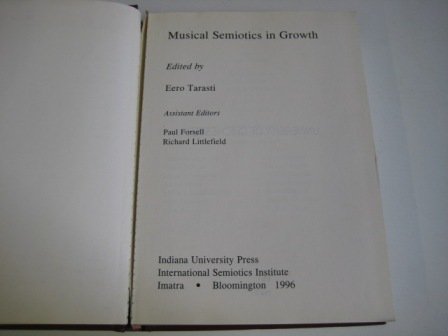 Musical Semiotics in Growth
Edited by
Eero Tarasti
Assistant Editors
Paul Forsell
Richard Littlefield
Indiana University Press
International Semiotics Institute
Imatra • Bloomington 1996